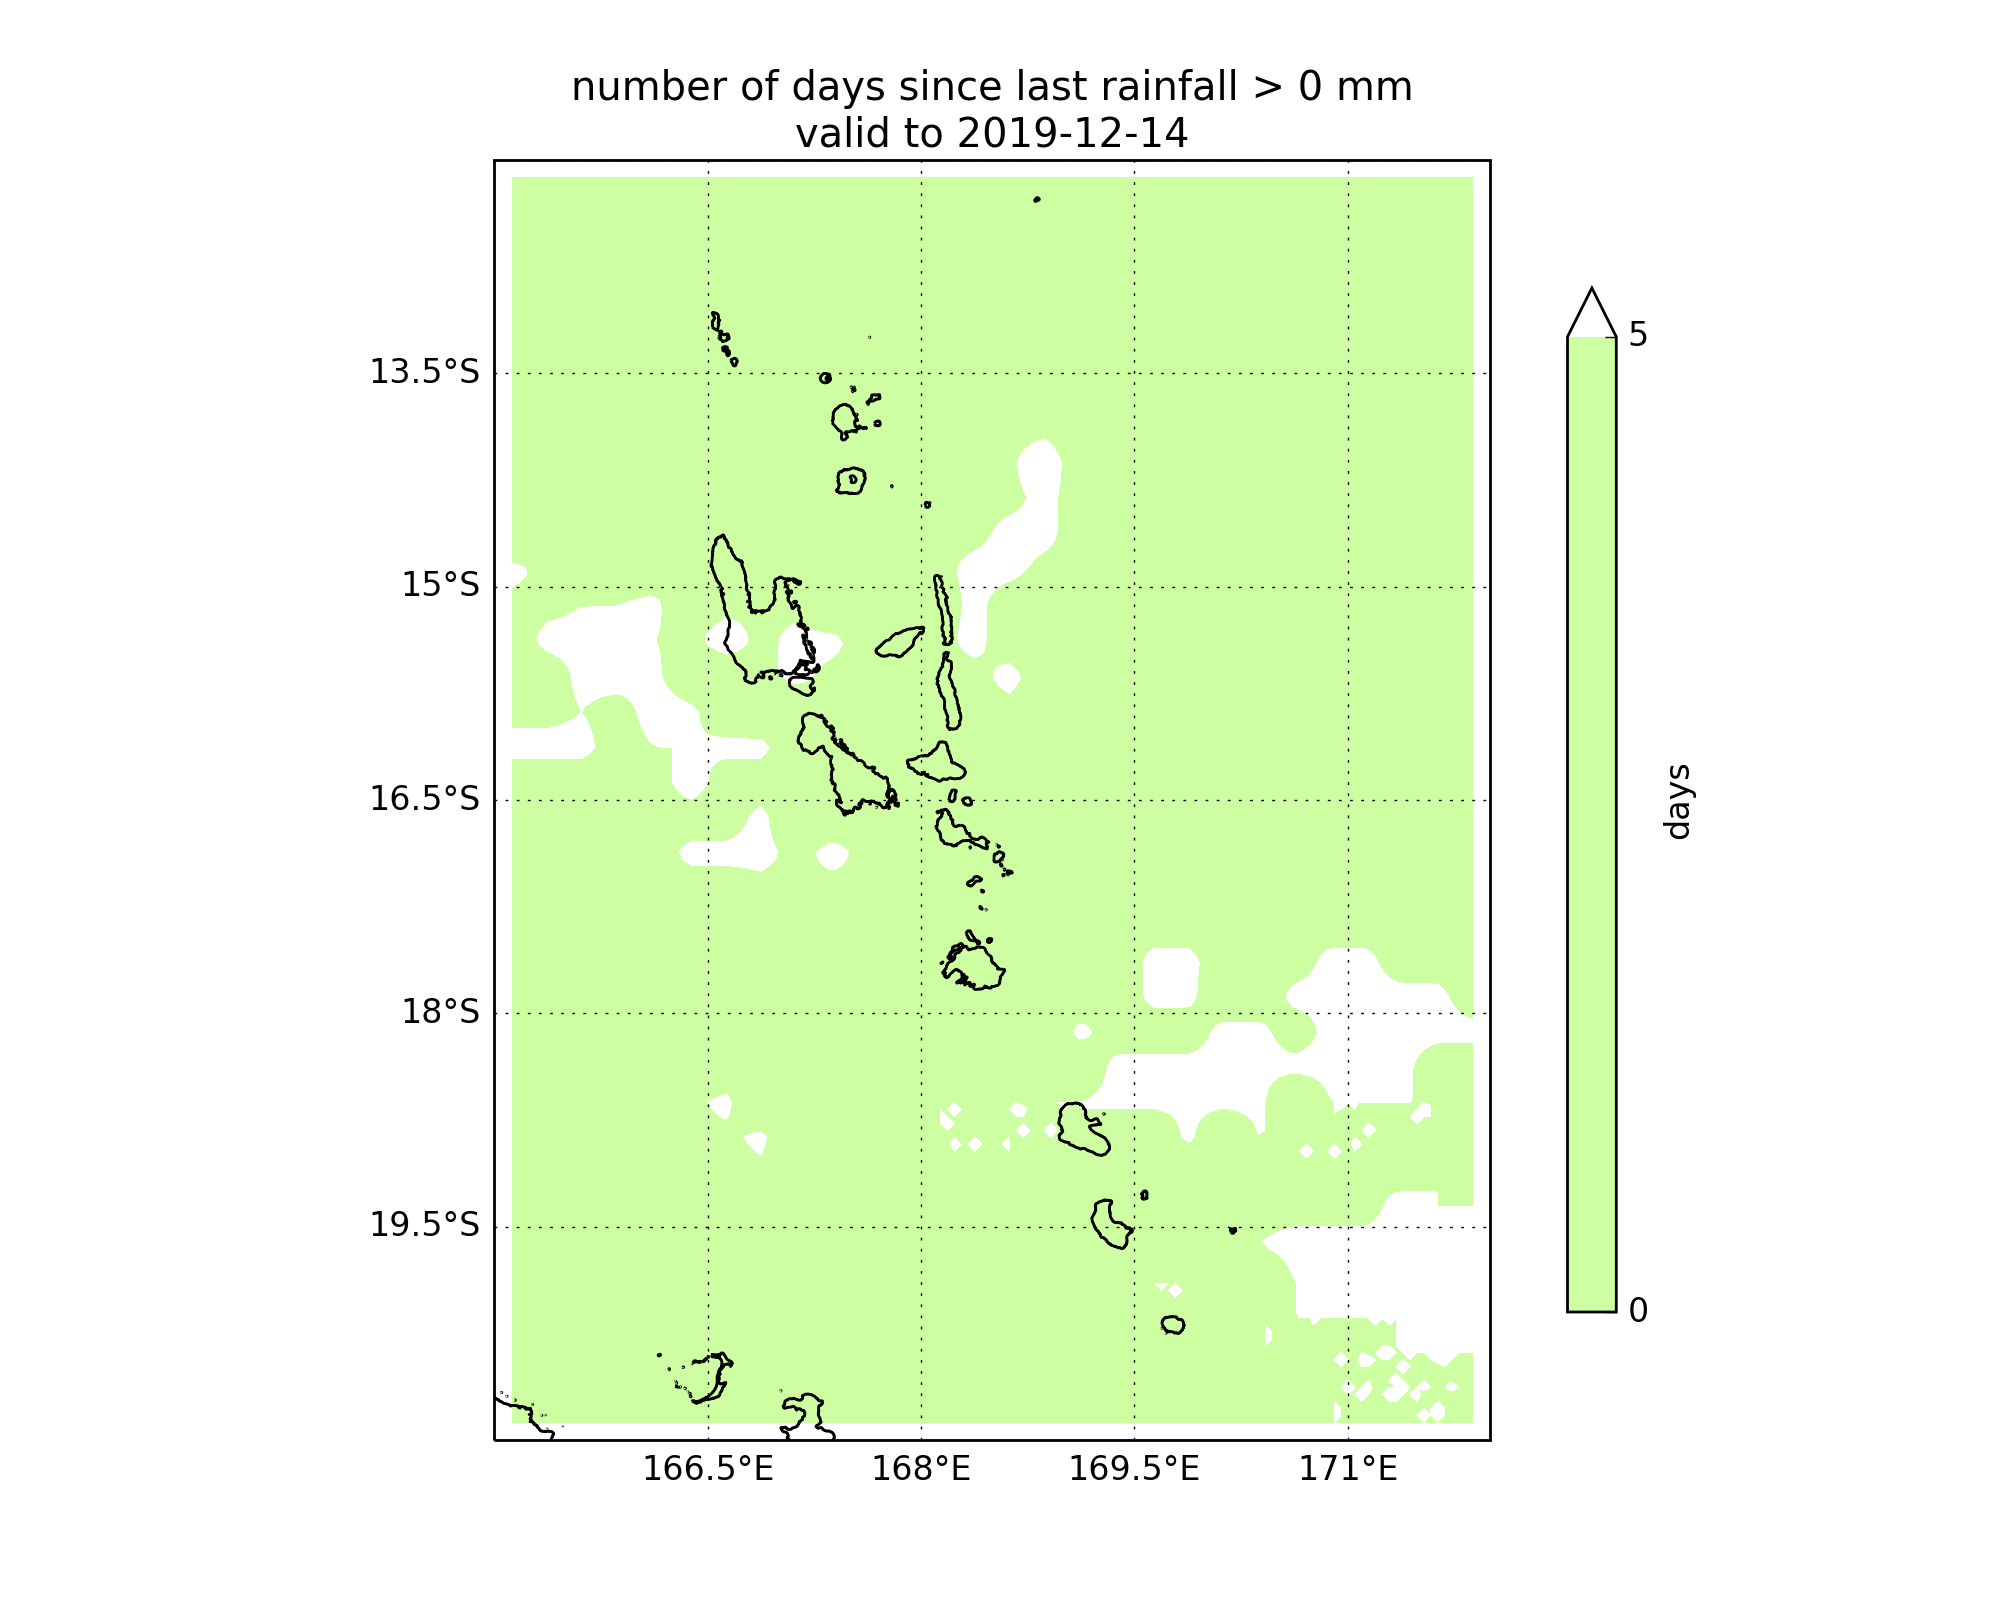 number of days since last rainfall > 0 mm
valid to 2019-12-14
13.5°S
15°S
16.5°S
18°S
19.5°S
166.5°E
168°E
169.5°E
171°E
5
0
days